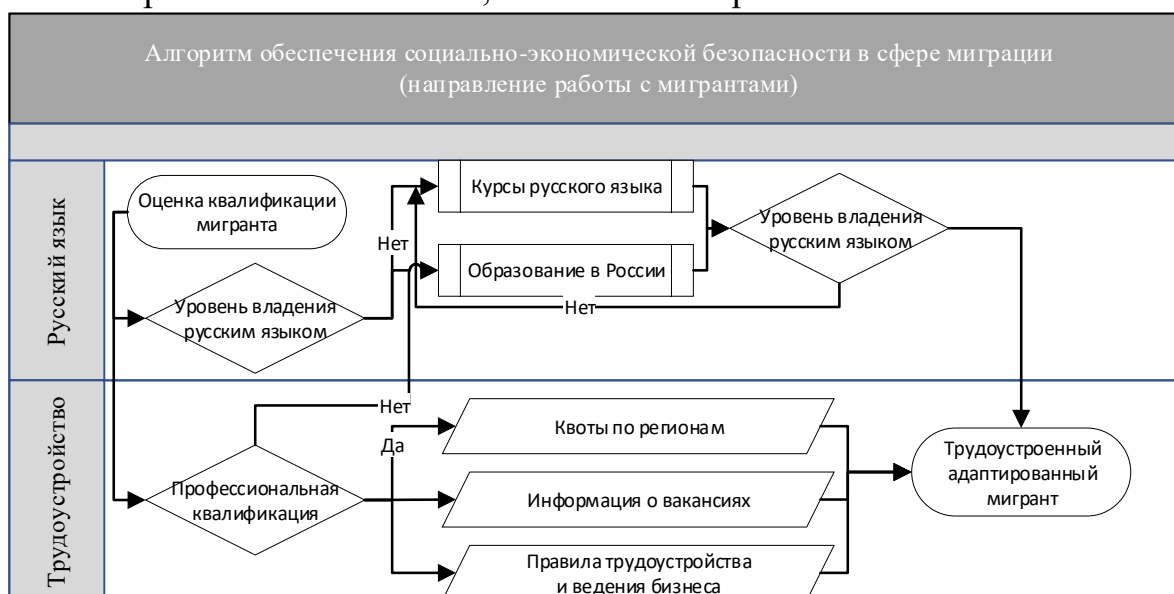 Алгоритм обеспечения социально-экономической безопасности в сфере миграции
(направление работы с мигрантами)
Русский язык
Оценка квалификации
мигранта
Курсы русского языка
Уровень владения
русским языком
Нет
Образование в России
Уровень владения
русским языком
Нет
Трудоустройство
Нет
Да
Квоты по регионам
Трудоустроенный
адаптированный
мигрант
Профессиональная
квалификация
Информация о вакансиях
Правила трудоустройства
и ведения бизнеса